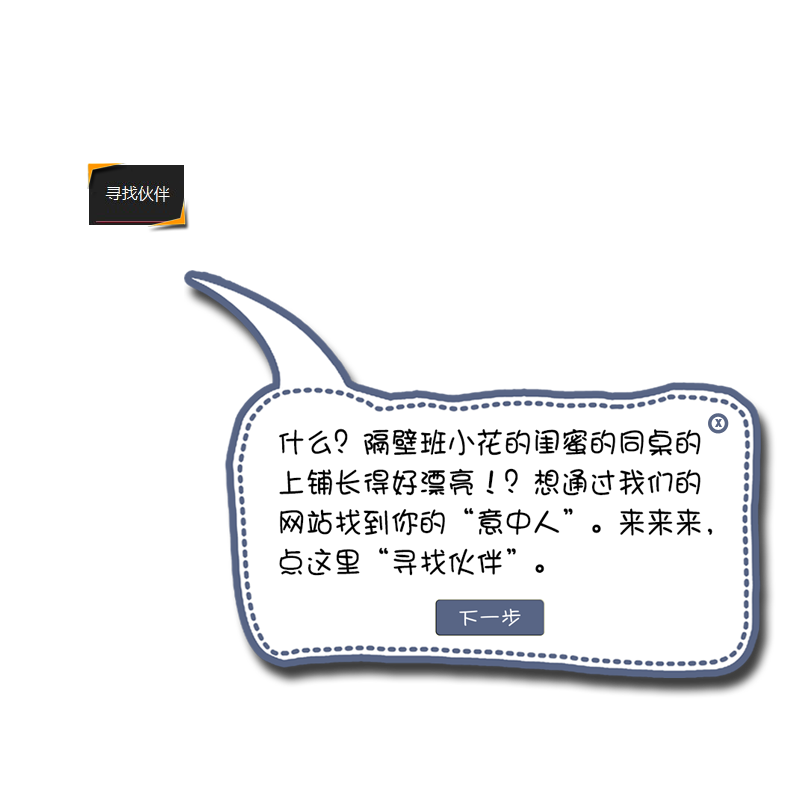 寻找伙伴
X
什么？隔壁班小花的闺蜜的同桌的
上铺长得好漂亮！？想通过我们的
网站找到你的“意中人”。来来来，
点这里“寻找伙伴”。
下一步